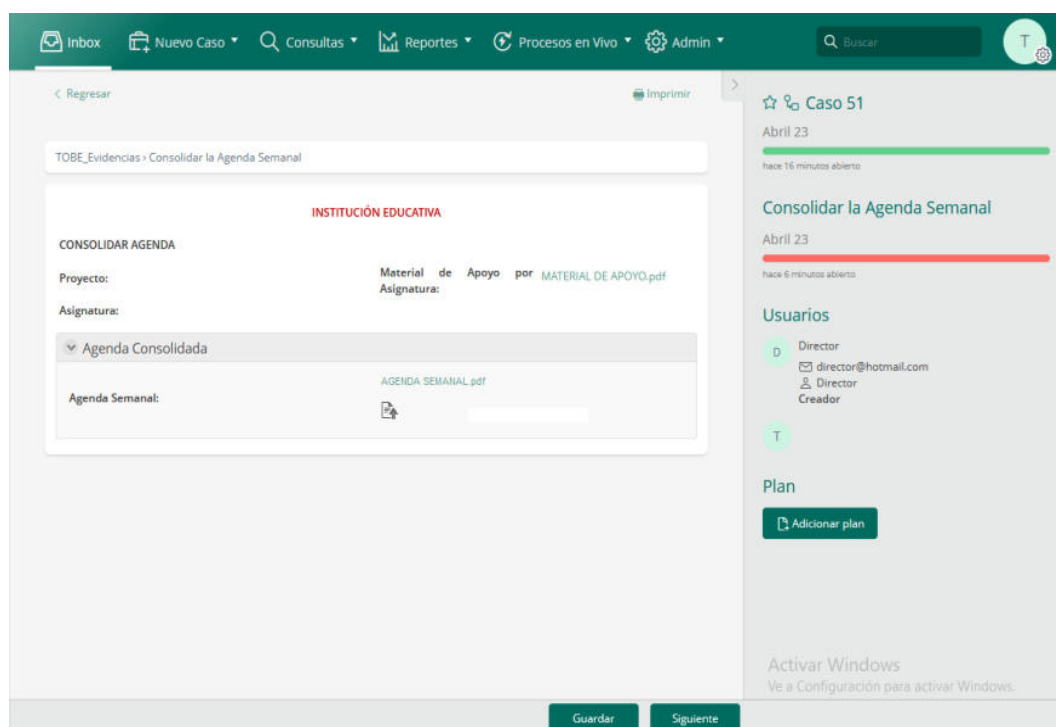 Inbox Nuevo Caso Consultas Reportes Procesos en Vivo Admin Buscar T
Regresar Imprimir
TOBE_Evidencias › Consolidar la Agenda Semanal
INSTITUCIÓN EDUCATIVA
CONSOLIDAR AGENDA
Proyecto:
Material de Apoyo por
Asignatura:
MATERIAL DE APOYO.pdf
Asignatura:
Agenda Consolidada
AGENDA SEMANAL.pdf
Agenda Semanal:
Caso 51
Abril 23
hace 16 minutos abierto
Consolidar la Agenda Semanal
Abril 23
hace 6 minutos abierto
Usuarios
D
Director
director@hotmail.com
Director
Creador
T
Plan
Adicionar plan
Activar Windows
Ve a Configuración para activar Windows.
Guardar Siguiente